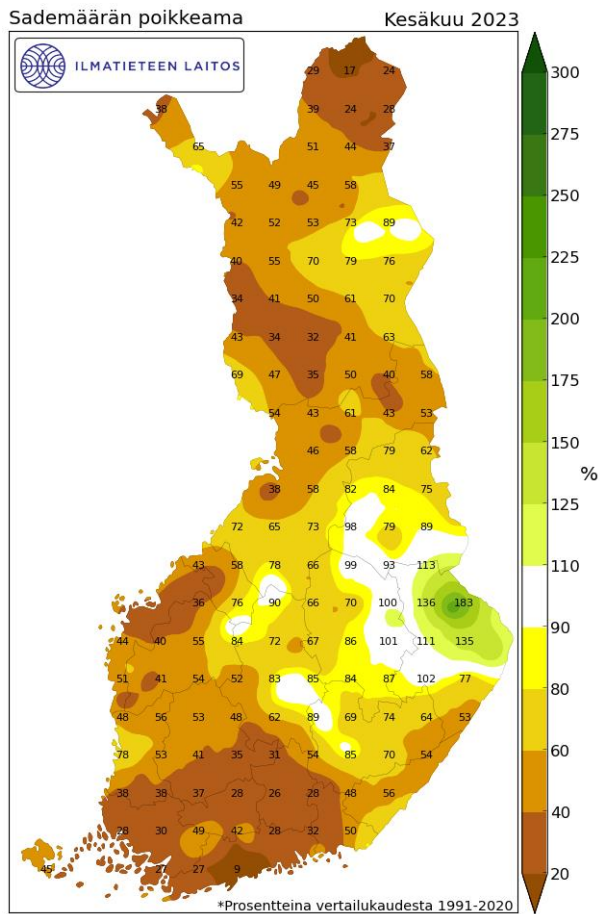 Sademäärän poikkeama Kesäkuu 2023
ILMATIETEEN LAITOS
29 17 24
38 39 24 28
65 51 44 37
55 49 45 58
42 52 53 73 89
40 55 70 79 76
34 41 50 61 70
43 34 32 41 63
69 47 35 50 40 58
54 43 61 43 53
46 58 79 62
38 58 82 84 75
72 65 73 98 79 89
43 58 78 66 99 93 113
36 76 90 66 70 100 136 183
44 40 55 84 72 67 86 101 111 135
51 41 54 52 83 85 84 87 102 77
48 56 53 48 62 89 69 74 64 53
78 53 41 35 31 54 85 70 54
38 38 37 28 26 28 48 56
28 30 49 42 28 32 50
45 27 27 9
*Prosentteina vertailukaudesta 1991-2020
300
275
250
225
200
175
150
125
110
90
80
60
40
20
%